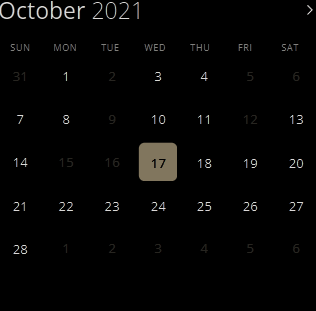 October 2021
SUN MON TUE WED THU FRI SAT
31 1 2 3 4 5 6
7 8 9 10 11 12 13
14 15 16 17 18 19 20
21 22 23 24 25 26 27
28 1 2 3 4 5 6